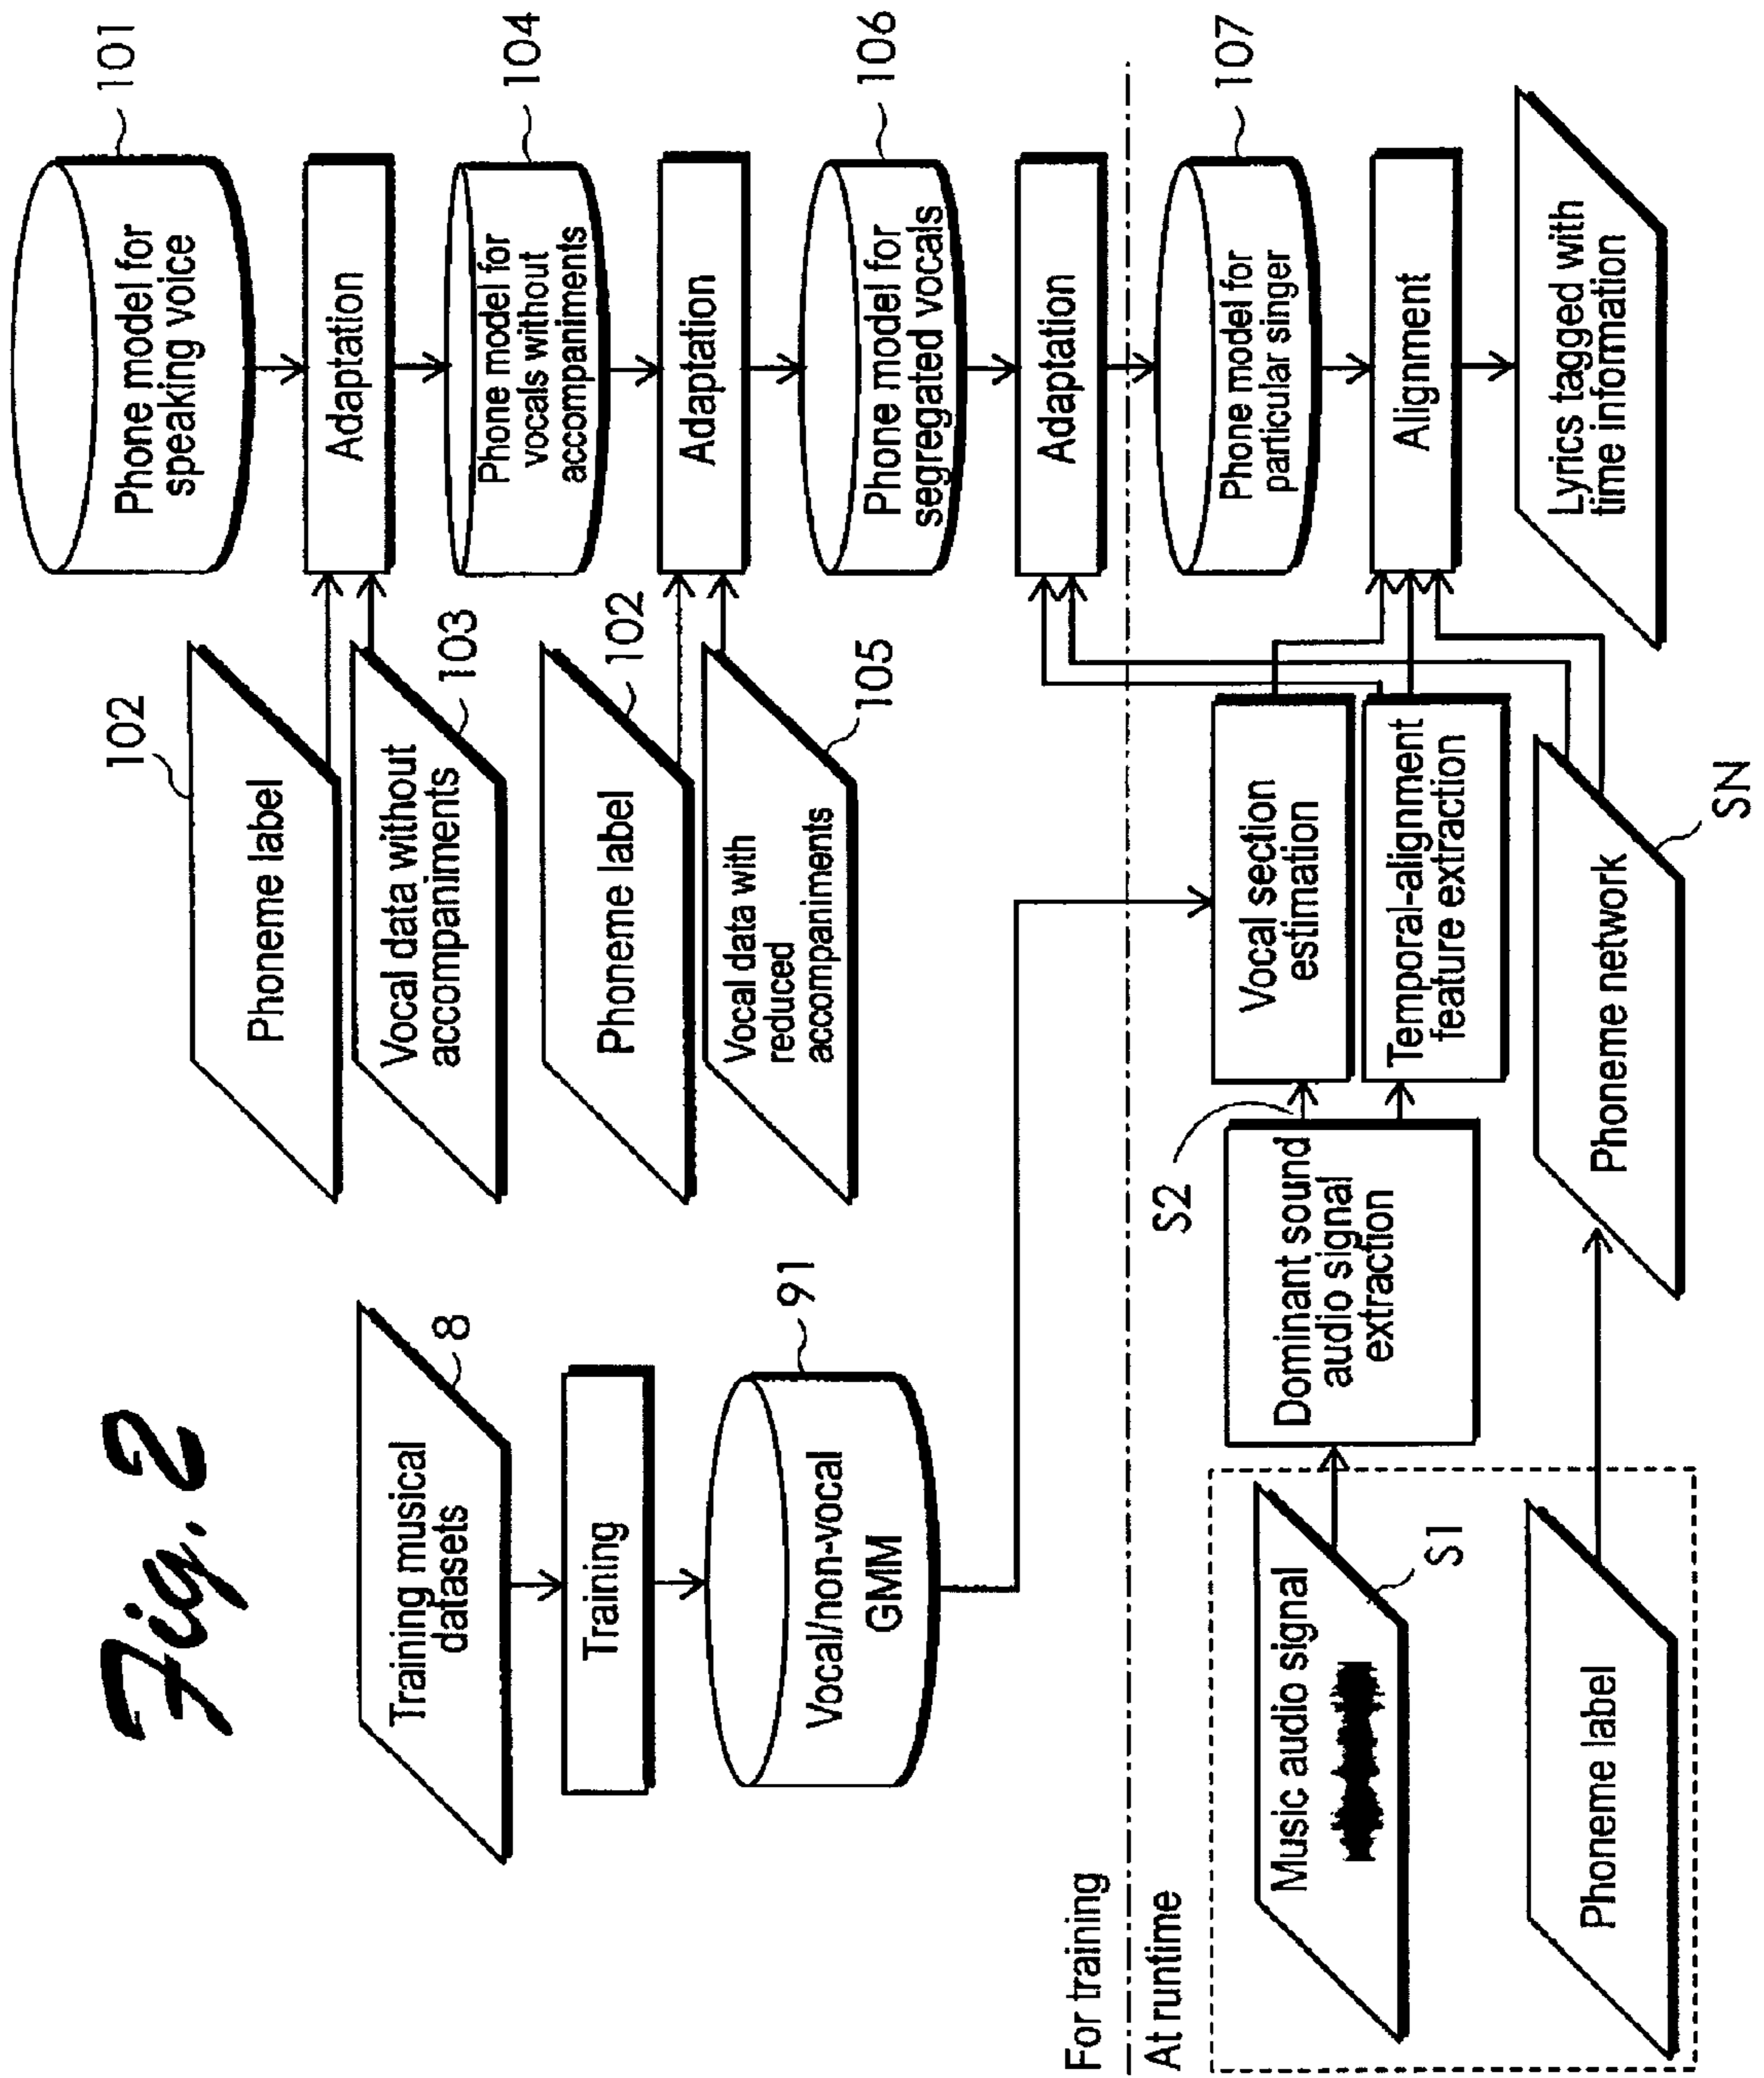 Fig. 2
Training musical
datasets
8
Training
Vocal/non-vocal
GMM
91
102
Phoneme label
Vocal data without
accompaniments
103
Phoneme label
102
Vocal data with
reduced
accompaniments
105
Phone model for
speaking voice
101
Adaptation
Phone model for
vocals without
accompaniments
104
Adaptation
Phone model for
segregated vocals
106
Adaptation
For training
At runtime
Music audio signal
S1
Phoneme label
Dominant sound
audio signal
extraction
S2
Vocal section
estimation
Temporal-alignment
feature extraction
Phoneme network
SN
Phone model for
particular singer
107
Alignment
Lyrics tagged with
time information